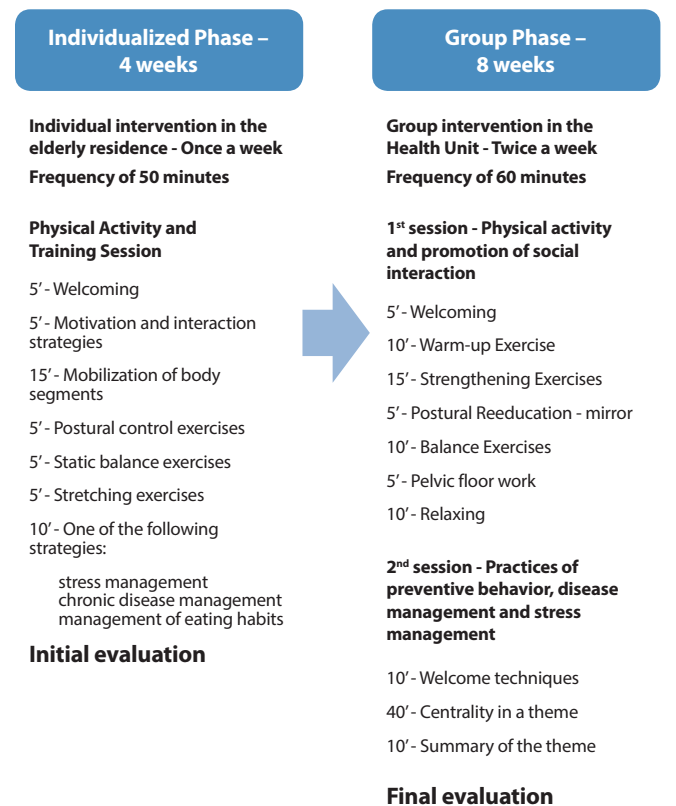 Individualized Phase –
4 weeks
Individual intervention in the
elderly residence - Once a week
Frequency of 50 minutes
Physical Activity and
Training Session
5’ - Welcoming
5’ - Motivation and interaction
strategies
15’ - Mobilization of body
segments
5’ - Postural control exercises
5’ - Static balance exercises
5’ - Stretching exercises
10’ - One of the following
strategies:
stress management
chronic disease management
management of eating habits
Initial evaluation
Group Phase –
8 weeks
Group intervention in the
Health Unit - Twice a week
Frequency of 60 minutes
1st session - Physical activity
and promotion of social
interaction
5’ - Welcoming
10’ - Warm-up Exercise
15’ - Strengthening Exercises
5’ - Postural Reeducation - mirror
10’ - Balance Exercises
5’ - Pelvic floor work
10’ - Relaxing
2nd session - Practices of
preventive behavior, disease
management and stress
management
10’ - Welcome techniques
40’ - Centrality in a theme
10’ - Summary of the theme
Final evaluation